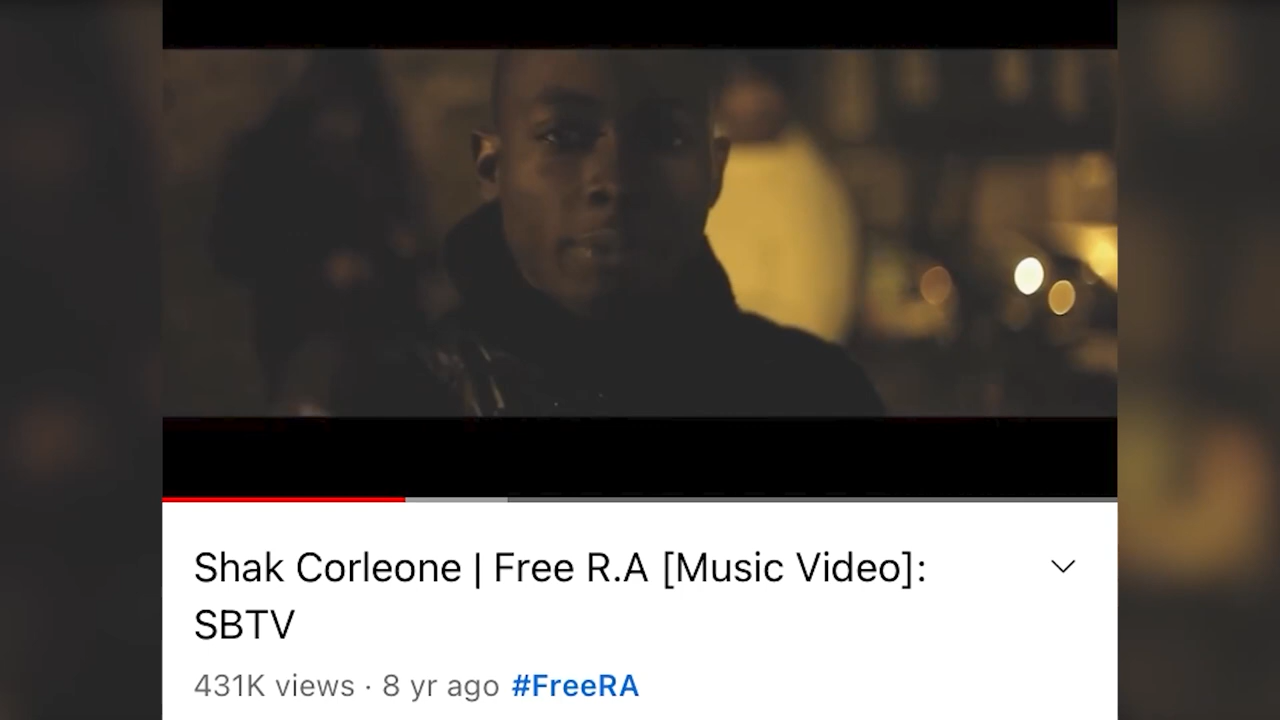 Shak Corleone | Free R.A [Music Video]:
SBTV
431K views · 8 yr ago #FreeRA